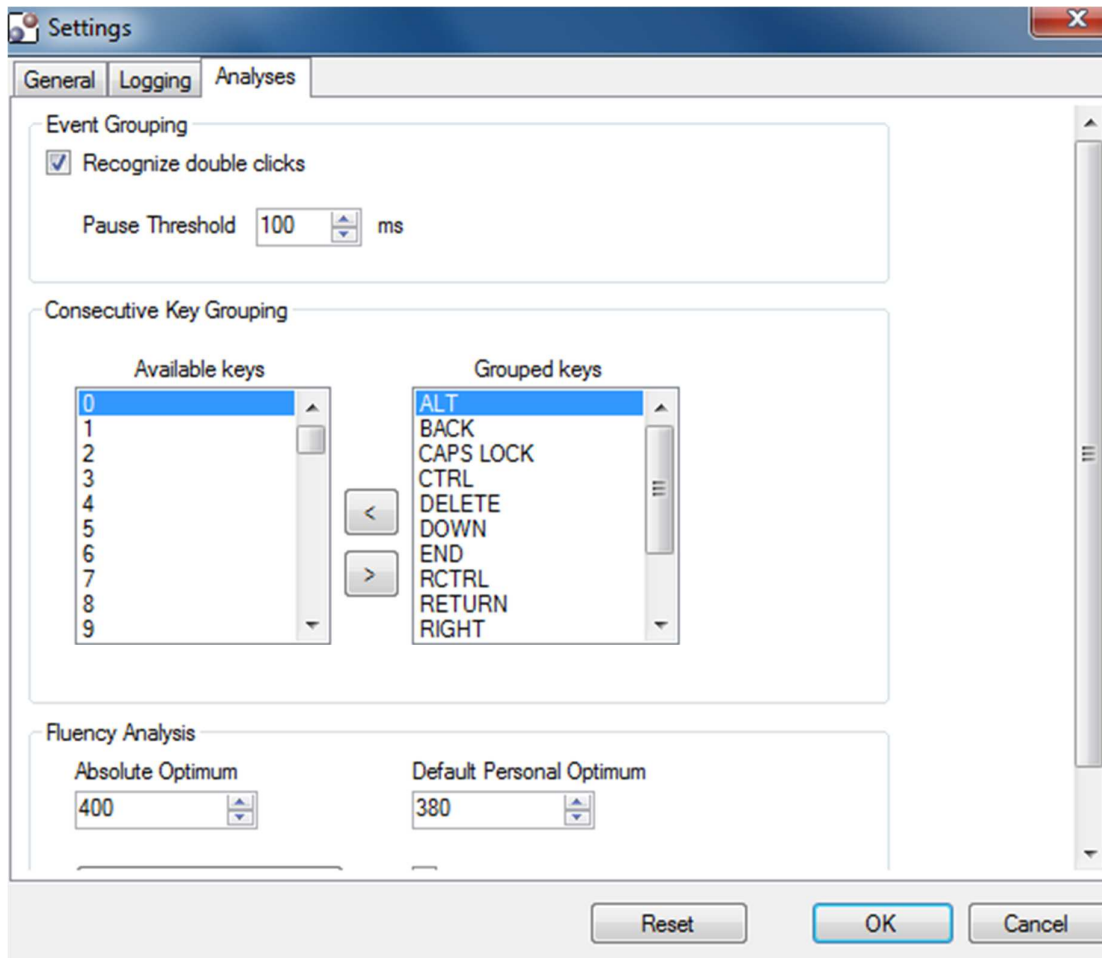 Settings
General Logging Analyses
Event Grouping
Recognize double clicks
Pause Threshold 100 ms
Consecutive Key Grouping
Available keys Grouped keys
0 ALT
1 BACK
2 CAPS LOCK
3 CTRL
4 DELETE
5 DOWN
6 END
7 RCTRL
8 RETURN
9 RIGHT
< 
>
Fluency Analysis
Absolute Optimum Default Personal Optimum
400 380
Reset OK Cancel